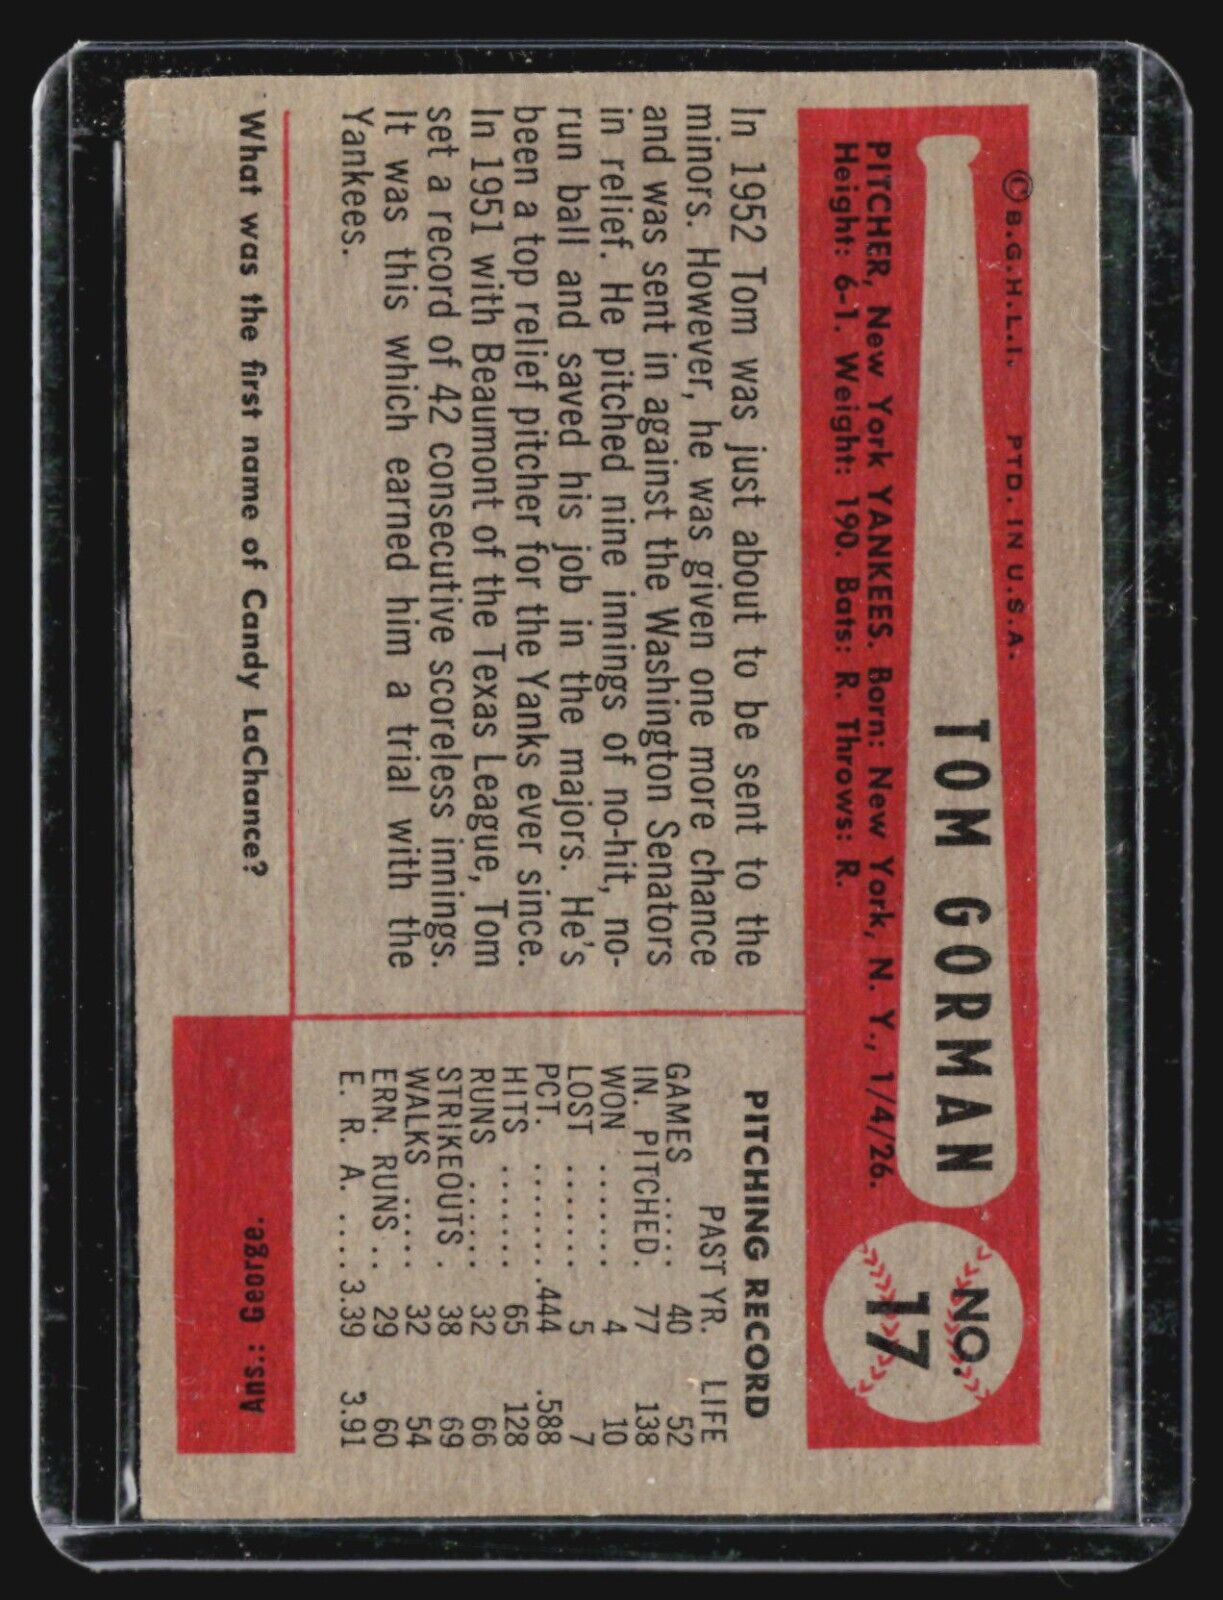 © B.G.H.L.I. PTD. IN U.S.A.
TOM GORMAN
NO.
17
PITCHER, New York YANKEES. Born: New York, N. Y., 1/4/26.
Height: 6-1. Weight: 190. Bats: R. Throws: R.
In 1952 Tom was just about to be sent to the
minors. However, he was given one more chance
and was sent in against the Washington Senators
in relief. He pitched nine innings of no-hit, no-
run ball and saved his job in the majors. He's
been a top relief pitcher for the Yanks ever since.
In 1951 with Beaumont of the Texas League, Tom
set a record of 42 consecutive scoreless innings.
It was this which earned him a trial with the
Yankees.
PITCHING RECORD
PAST YR. LIFE
GAMES ..... 40 52
IN. PITCHED. 77 138
WON ....... 4 10
LOST ....... 5 7
PCT. ....... .444 .588
HITS ....... 65 128
RUNS ...... 32 66
STRIKEOUTS . 38 69
WALKS ..... 32 54
ERN. RUNS .. 29 60
E. R. A. .... 3.39 3.91
What was the first name of Candy LaChance?
Ans.: George.